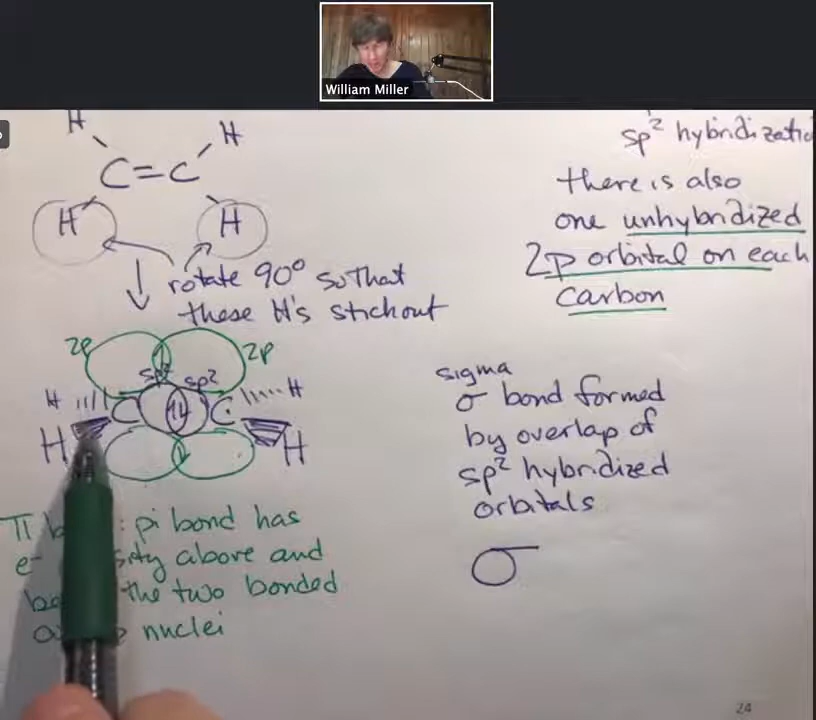 William Miller
H
H
C=C
H
H
rotate 90° so that
these H's stick out
2p
2p
sp2
sp2
H
C
C
H
H
H
π : pi bond has
e- above and
the two bonded
nuclei
sp2 hybridizatio
there is also
one unhybridized
2p orbital on each
carbon
sigma
σ bond formed
by overlap of
sp2 hybridized
orbitals
σ
24